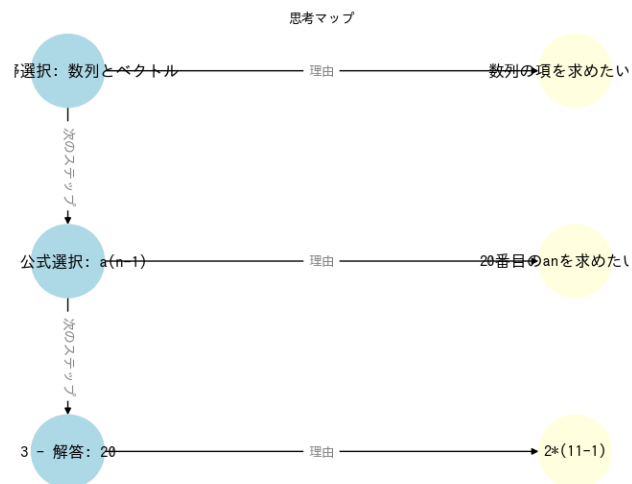 思考マップ
選択: 数列とベクトル
理由
数列の項を求めたい
次のステップ
公式選択: a(n-1)
理由
20番目のanを求めたい
次のステップ
3 - 解答: 20
理由
2*(11-1)